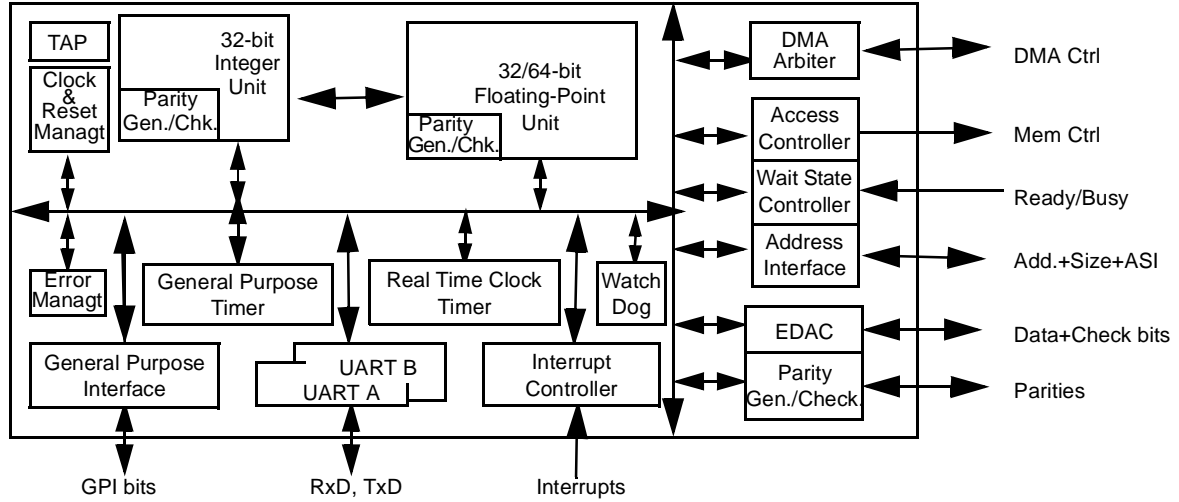 TAP
Clock
&
Reset
Managt
32-bit
Integer
Unit
Parity
Gen./Chk.
32/64-bit
Floating-Point
Unit
Parity
Gen./Chk.
DMA
Arbiter
DMA Ctrl
Access
Controller
Mem Ctrl
Wait State
Controller
Ready/Busy
Address
Interface
Add.+Size+ASI
Error
Managt
General Purpose
Timer
Real Time Clock
Timer
Watch
Dog
EDAC
Data+Check bits
Parity
Gen./Check.
Parities
General Purpose
Interface
UART B
UART A
Interrupt
Controller
GPI bits
RxD, TxD
Interrupts